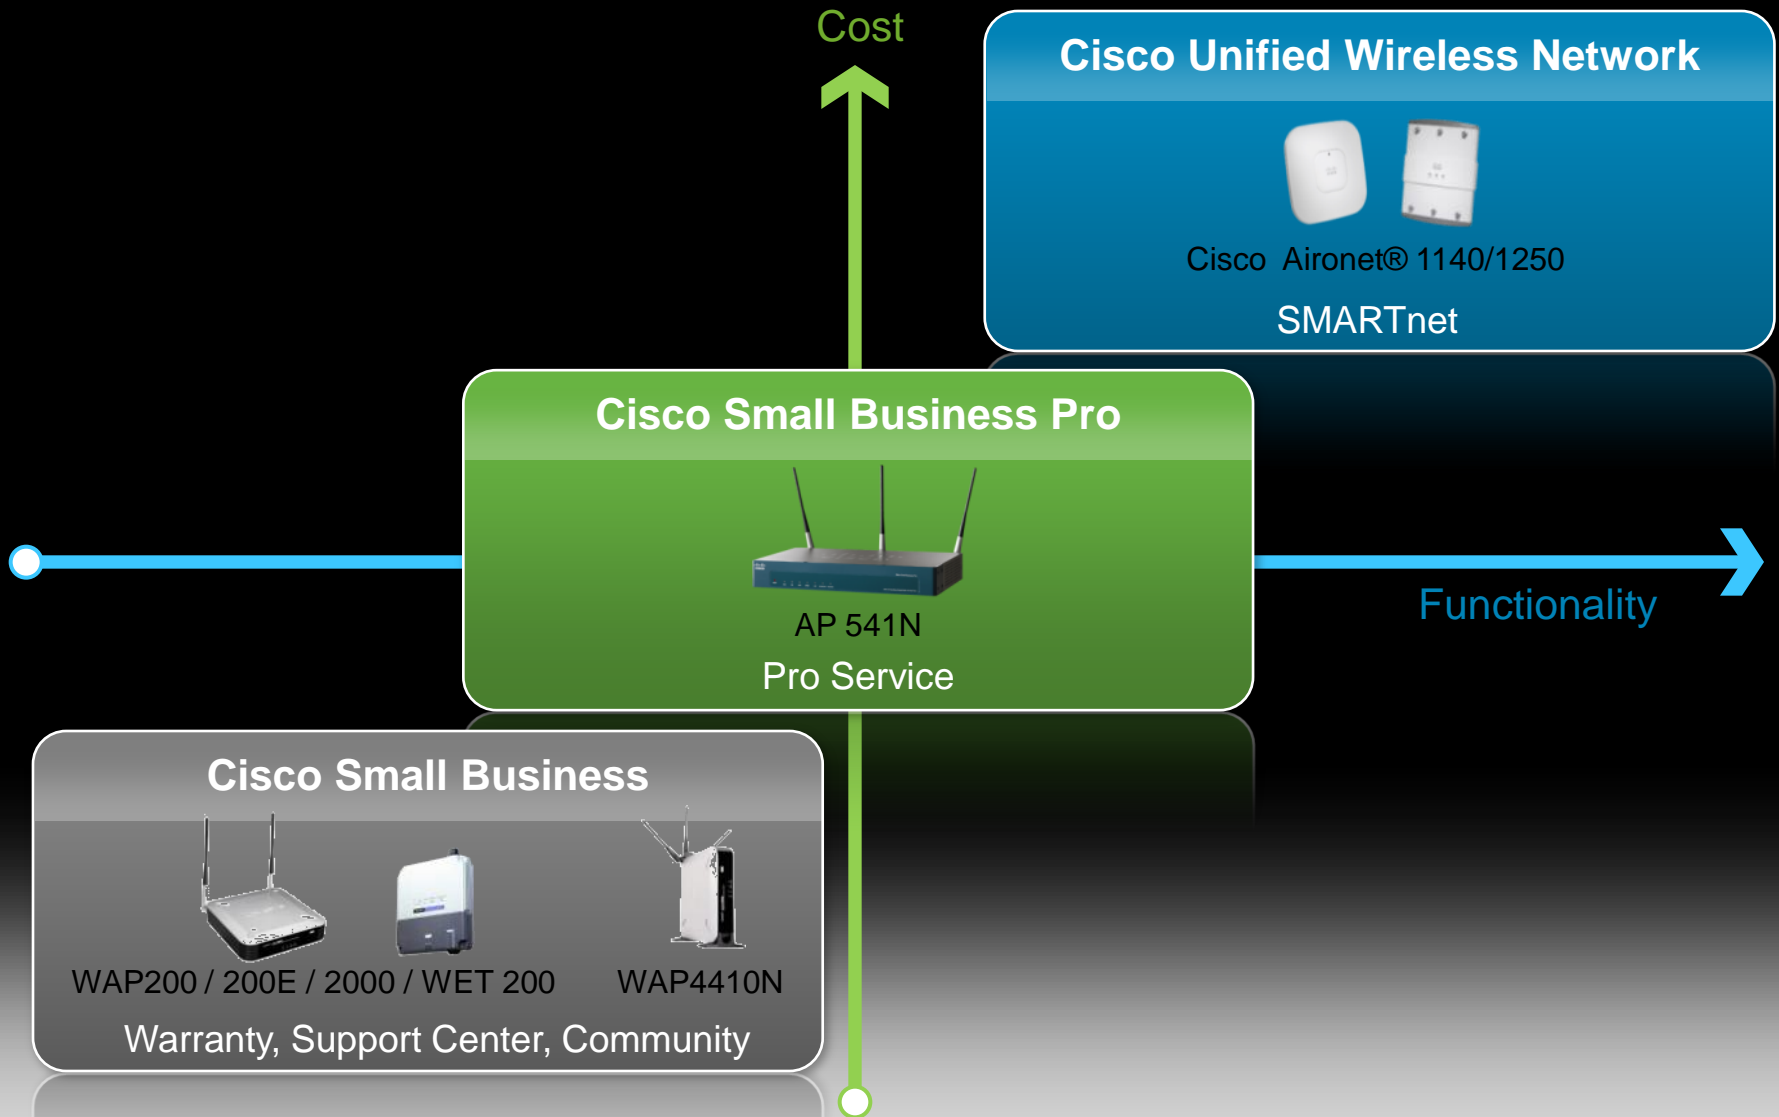 Cost
Cisco Unified Wireless Network
Cisco Aironet® 1140/1250
SMARTnet
Cisco Small Business Pro
AP 541N
Pro Service
Functionality
Cisco Small Business
WAP200 / 200E / 2000 / WET 200
WAP4410N
Warranty, Support Center, Community